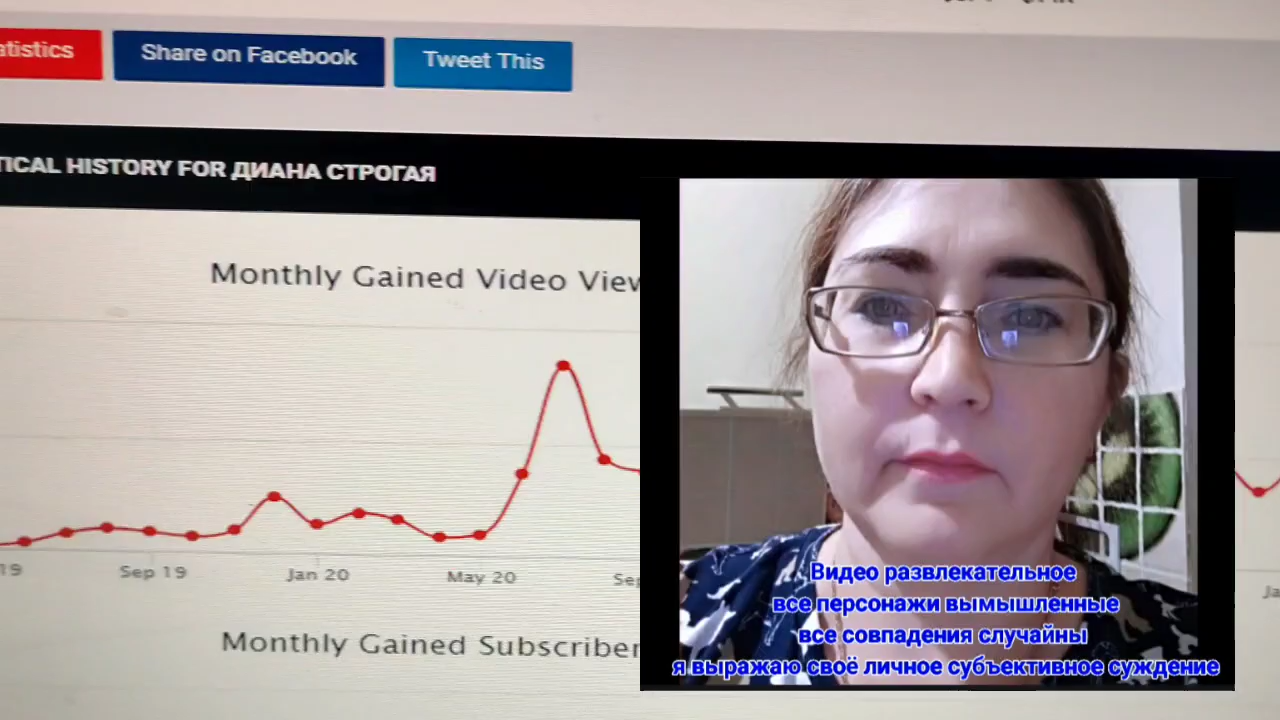 atistics
Share on Facebook
Tweet This
TICAL HISTORY FOR ДИАНА СТРОГАЯ
Monthly Gained Video View
19
Sep 19
Jan 20
May 20
Sep
Ja
Monthly Gained Subscriber
Видео развлекательное
все персонажи вымышленные
все совпадения случайны
я выражаю своё личное субъективное суждение